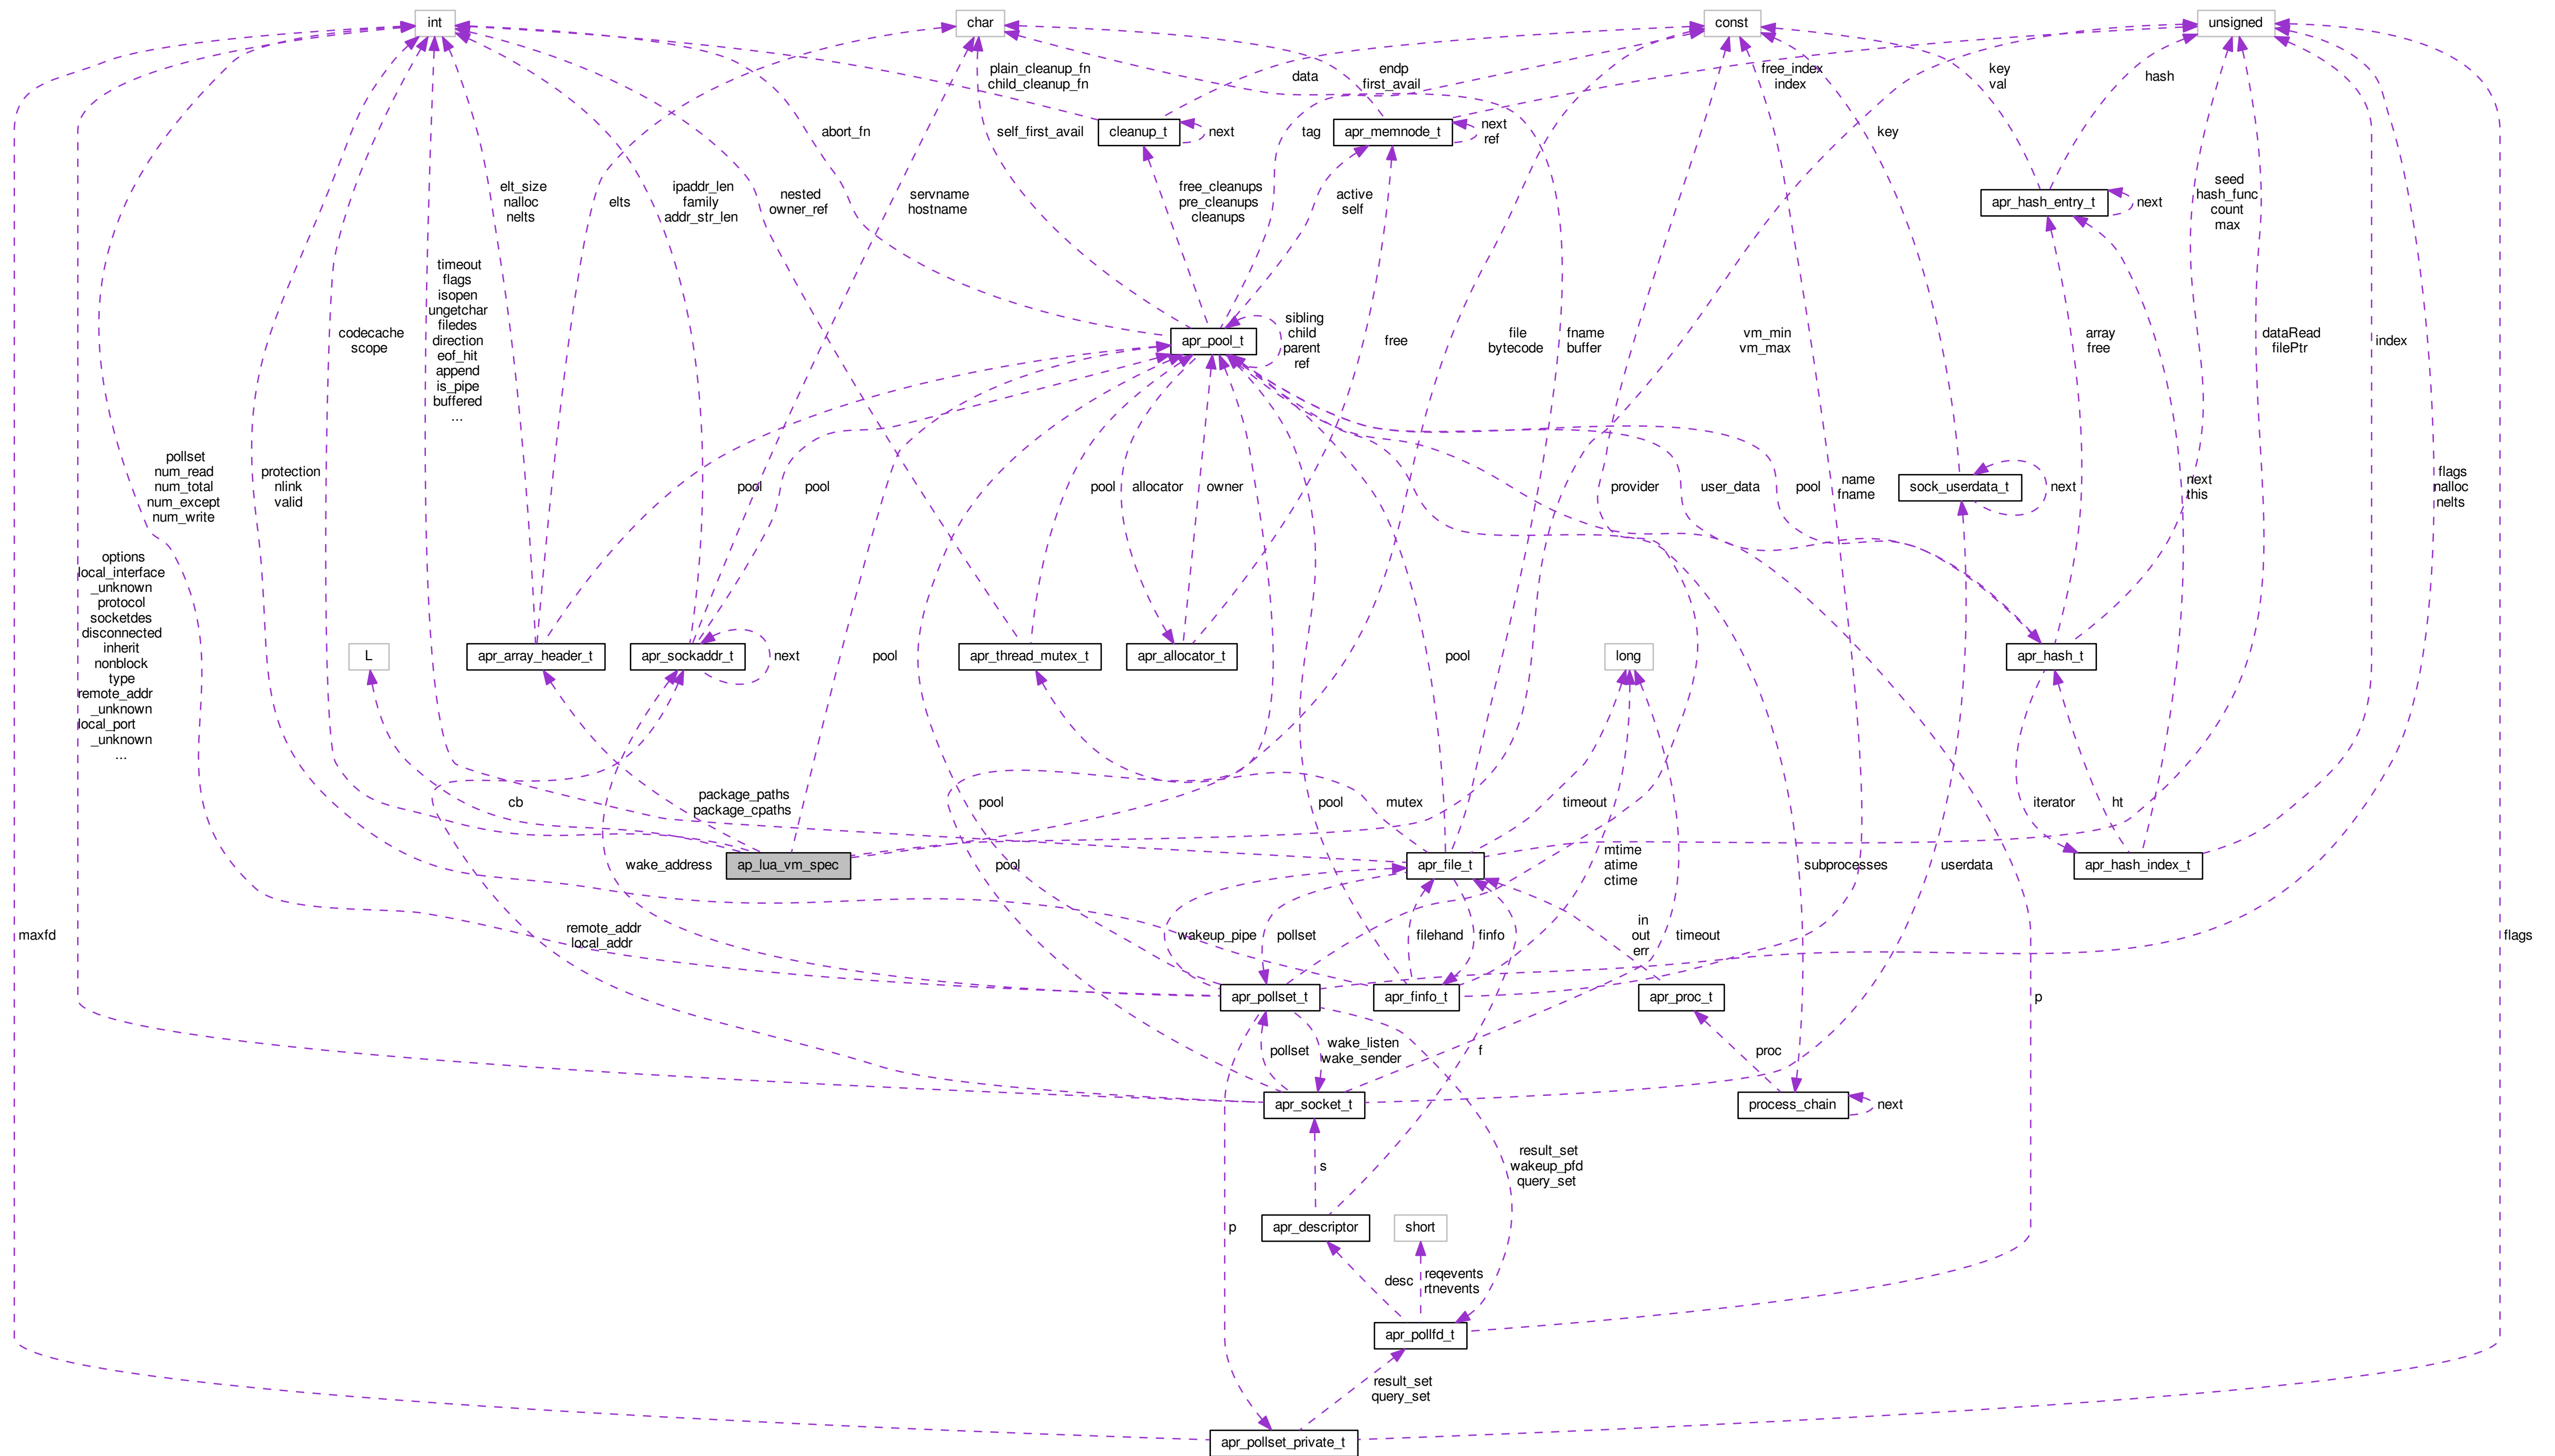 int
char
const
unsigned
plain_cleanup_fn
child_cleanup_fn
data
endp
first_avail
free_index
index
key
val
hash
abort_fn
self_first_avail
cleanup_t
next
tag
apr_memnode_t
next
ref
key
elt_size
nalloc
nelts
elts
ipaddr_len
family
addr_str_len
nested
owner_ref
servname
hostname
free_cleanups
pre_cleanups
cleanups
active
self
apr_hash_entry_t
next
seed
hash_func
count
max
timeout
flags
isopen
ungetchar
filedes
direction
eof_hit
append
is_pipe
buffered
...
codecache
scope
apr_pool_t
sibling
child
parent
ref
free
file
bytecode
fname
buffer
vm_min
vm_max
array
free
dataRead
filePtr
index
pollset
num_read
num_total
num_except
num_write
protection
nlink
valid
pool
pool
pool
allocator
owner
provider
user_data
pool
name
fname
sock_userdata_t
next
next
this
flags
nalloc
nelts
options
local_interface
_unknown
protocol
socketdes
disconnected
inherit
nonblock
type
remote_addr
_unknown
local_port
_unknown
...
L
apr_array_header_t
apr_sockaddr_t
next
pool
apr_thread_mutex_t
apr_allocator_t
pool
long
apr_hash_t
cb
package_paths
package_cpaths
pool
pool
mutex
timeout
iterator
ht
wake_address
ap_lua_vm_spec
pool
apr_file_t
mtime
atime
ctime
subprocesses
userdata
apr_hash_index_t
maxfd
remote_addr
local_addr
wakeup_pipe
pollset
filehand
finfo
in
out
err
timeout
flags
apr_pollset_t
apr_finfo_t
apr_proc_t
p
pollset
wake_listen
wake_sender
f
proc
apr_socket_t
process_chain
next
s
result_set
wakeup_pfd
query_set
p
apr_descriptor
short
desc
reqevents
rtnevents
apr_pollfd_t
result_set
query_set
apr_pollset_private_t